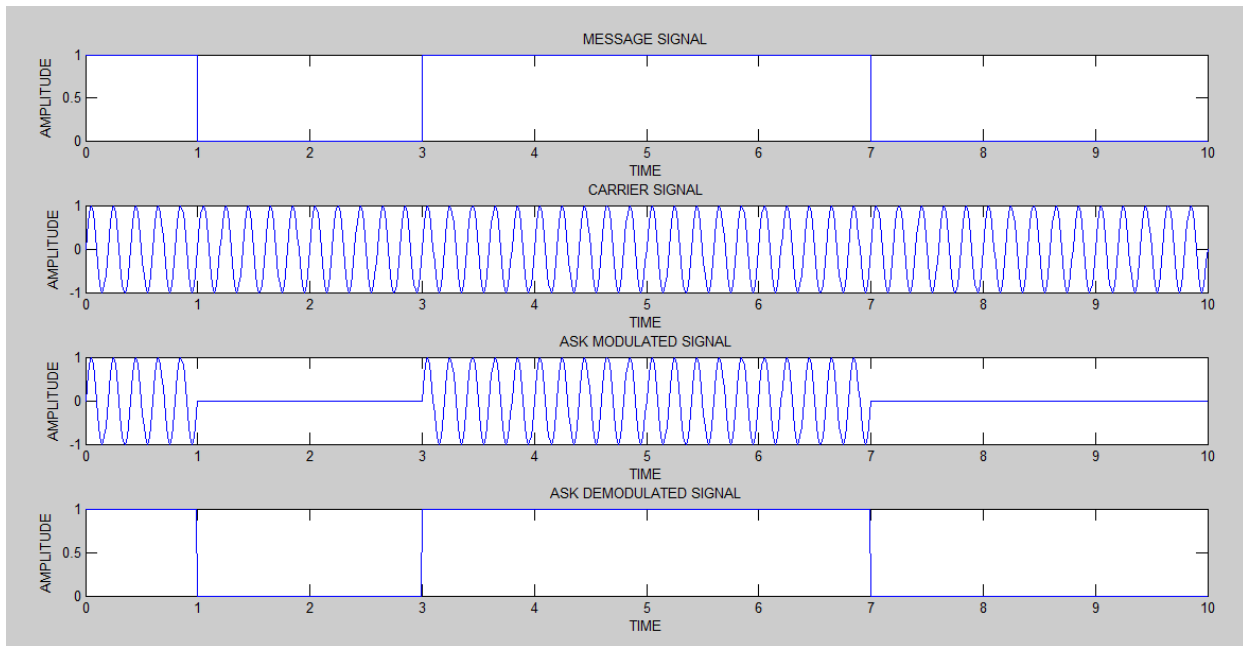 MESSAGE SIGNAL
AMPLITUDE
1
0.5
0
0 1 2 3 4 5 6 7 8 9 10
TIME
CARRIER SIGNAL
AMPLITUDE
1
0
-1
0 1 2 3 4 5 6 7 8 9 10
TIME
ASK MODULATED SIGNAL
AMPLITUDE
1
0
-1
0 1 2 3 4 5 6 7 8 9 10
TIME
ASK DEMODULATED SIGNAL
AMPLITUDE
1
0.5
0
0 1 2 3 4 5 6 7 8 9 10
TIME